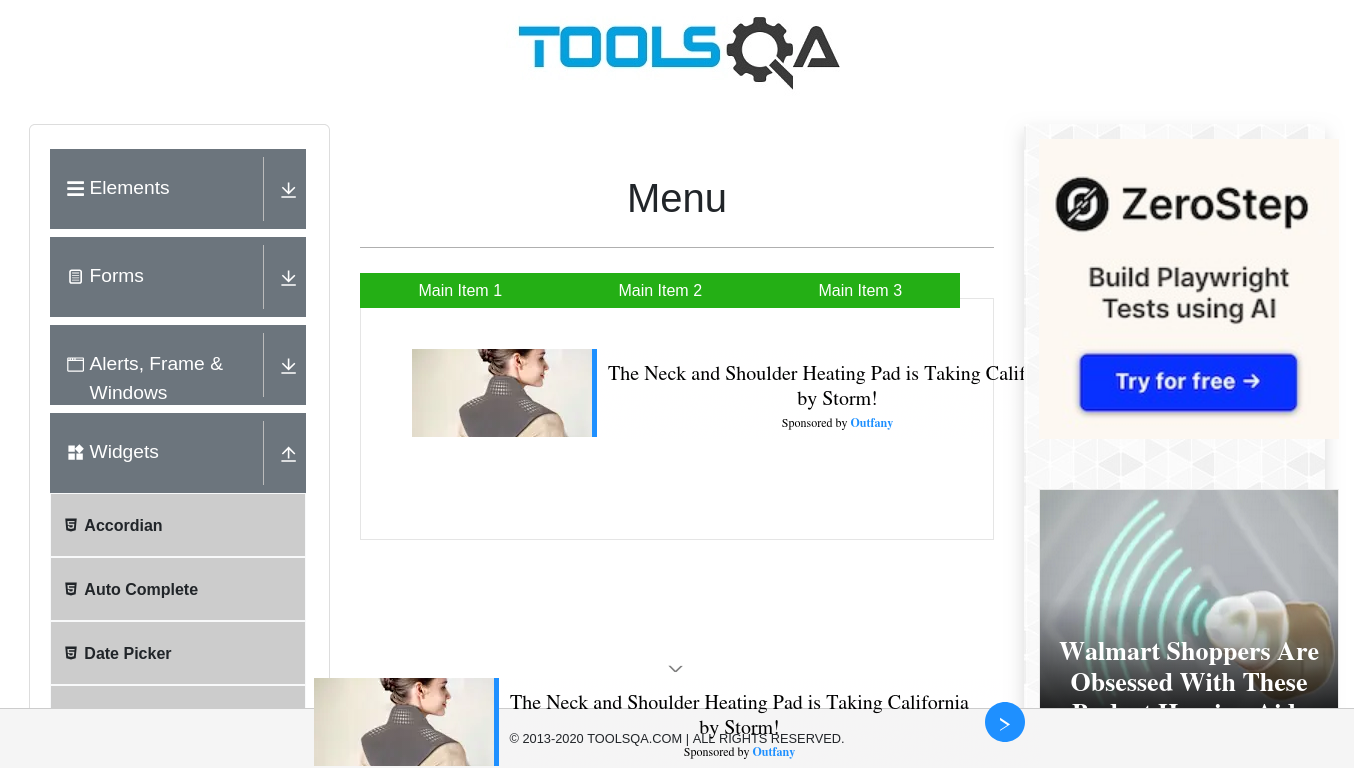 TOOLSQA
Elements
Forms
Alerts, Frame &
Windows
Widgets
Accordian
Auto Complete
Date Picker
Menu
Main Item 1
Main Item 2
Main Item 3
The Neck and Shoulder Heating Pad is Taking Calif
by Storm!
Sponsored by Outfany
ZeroStep
Build Playwright
Tests using AI
Try for free →
Walmart Shoppers Are
Obsessed With These
The Neck and Shoulder Heating Pad is Taking California
by Storm!
Sponsored by Outfany
© 2013-2020 TOOLSQA.COM | ALL RIGHTS RESERVED.